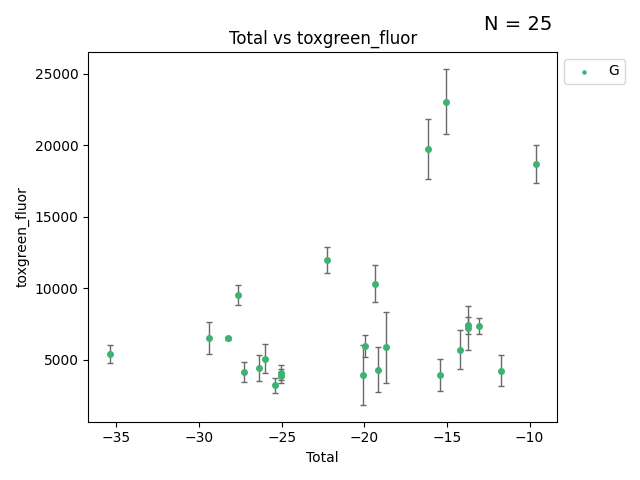 N = 25
Total vs toxgreen_fluor
G
toxgreen_fluor
25000
20000
15000
10000
5000
−35
−30
−25
−20
−15
−10
Total